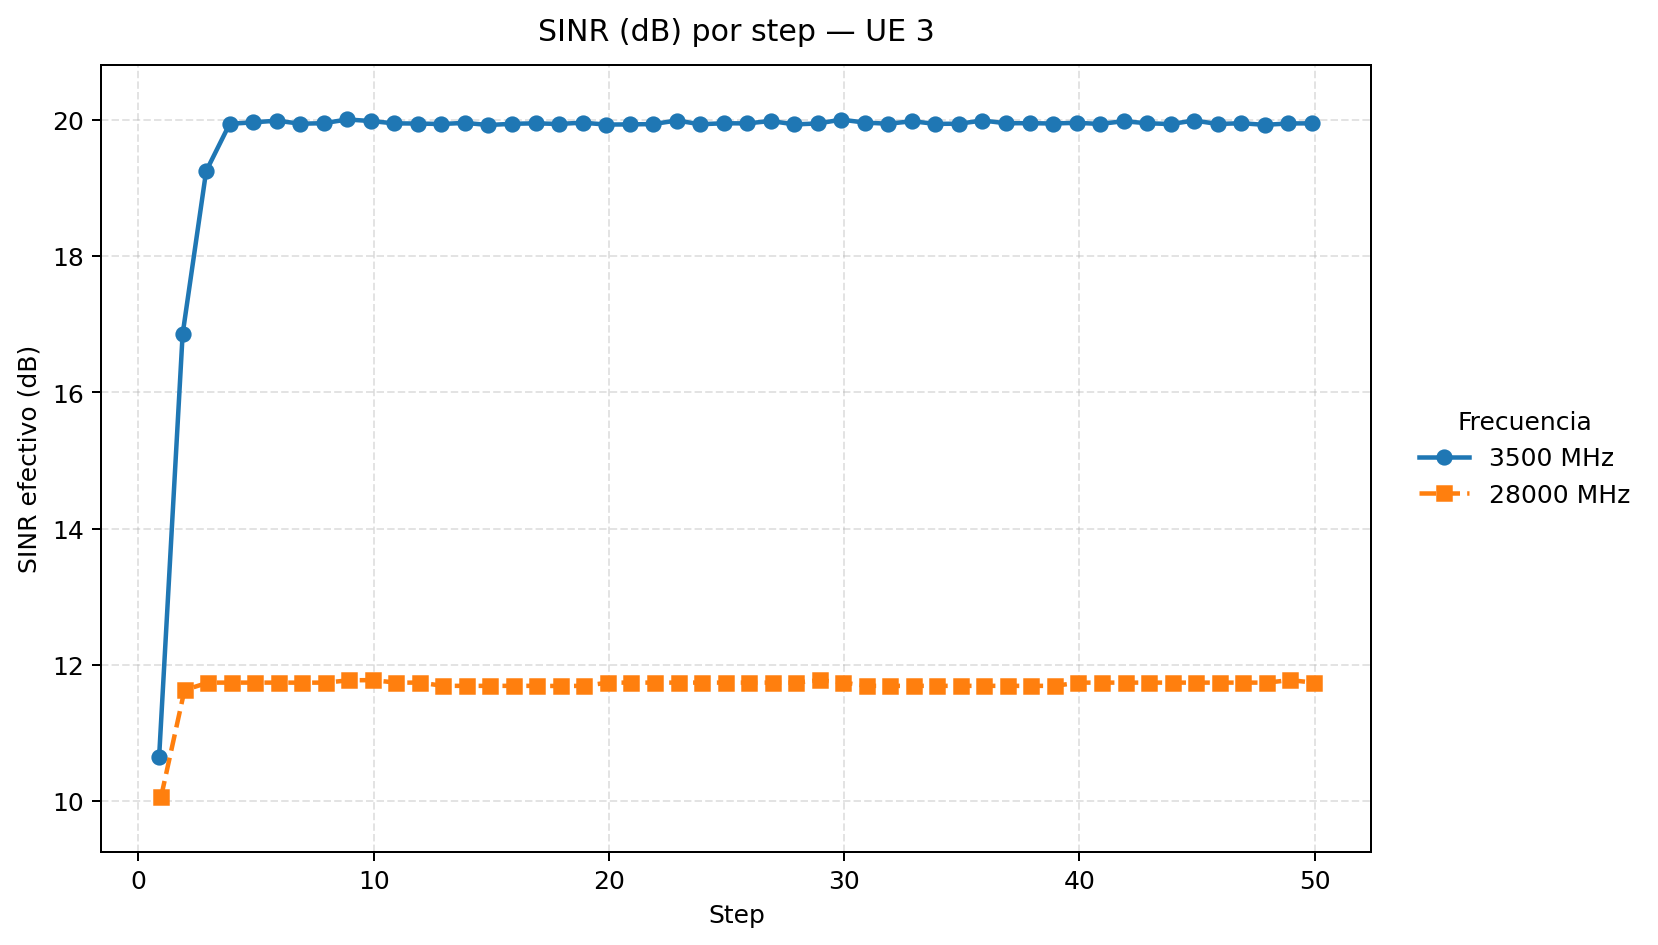 SINR (dB) por step — UE 3
20
18
16
14
12
10
SINR efectivo (dB)
0 10 20 30 40 50
Step
Frecuencia
3500 MHz
28000 MHz